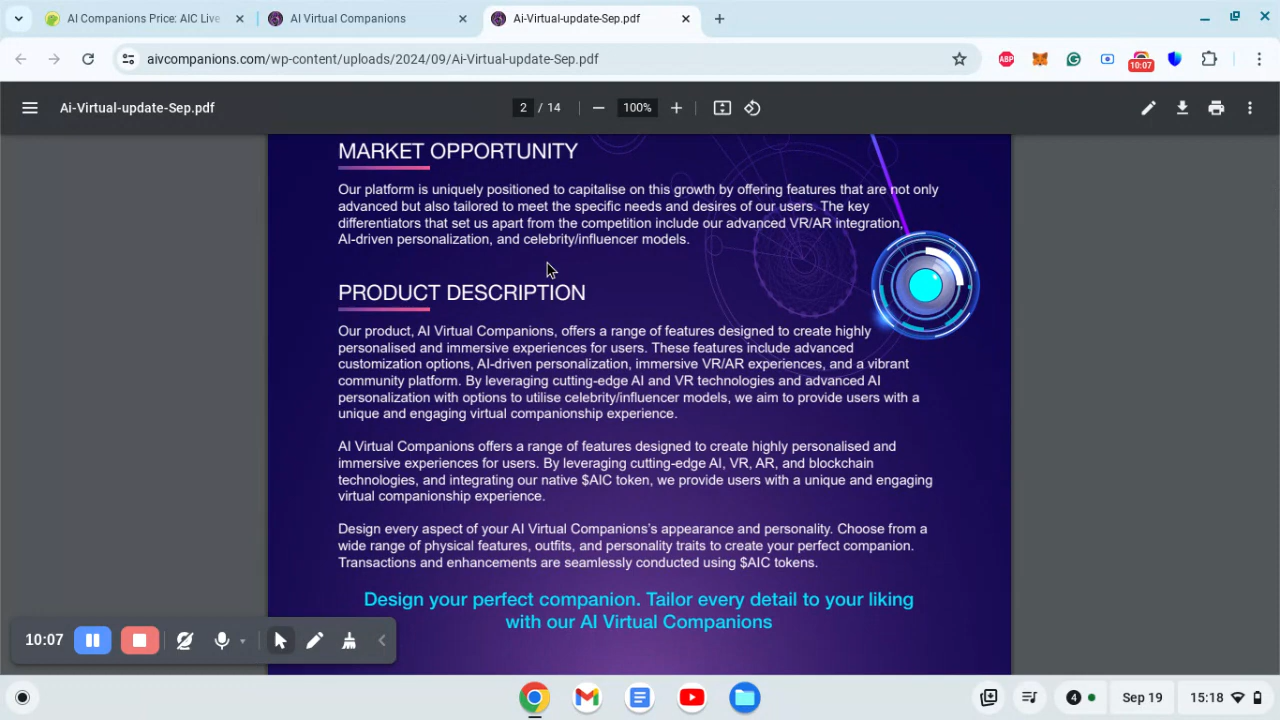 AI Companions Price: AIC Live
AI Virtual Companions
Ai-Virtual-update-Sep.pdf
aivcompanions.com/wp-content/uploads/2024/09/Ai-Virtual-update-Sep.pdf
ABP
10:07
Ai-Virtual-update-Sep.pdf
2 / 14
100%
MARKET OPPORTUNITY
Our platform is uniquely positioned to capitalise on this growth by offering features that are not only
advanced but also tailored to meet the specific needs and desires of our users. The key
differentiators that set us apart from the competition include our advanced VR/AR integration,
AI-driven personalization, and celebrity/influencer models.
PRODUCT DESCRIPTION
Our product, AI Virtual Companions, offers a range of features designed to create highly
personalised and immersive experiences for users. These features include advanced
customization options, AI-driven personalization, immersive VR/AR experiences, and a vibrant
community platform. By leveraging cutting-edge AI and VR technologies and advanced AI
personalization with options to utilise celebrity/influencer models, we aim to provide users with a
unique and engaging virtual companionship experience.
AI Virtual Companions offers a range of features designed to create highly personalised and
immersive experiences for users. By leveraging cutting-edge AI, VR, AR, and blockchain
technologies, and integrating our native $AIC token, we provide users with a unique and engaging
virtual companionship experience.
Design every aspect of your AI Virtual Companions's appearance and personality. Choose from a
wide range of physical features, outfits, and personality traits to create your perfect companion.
Transactions and enhancements are seamlessly conducted using $AIC tokens.
Design your perfect companion. Tailor every detail to your liking
with our AI Virtual Companions
10:07
4
Sep 19
15:18